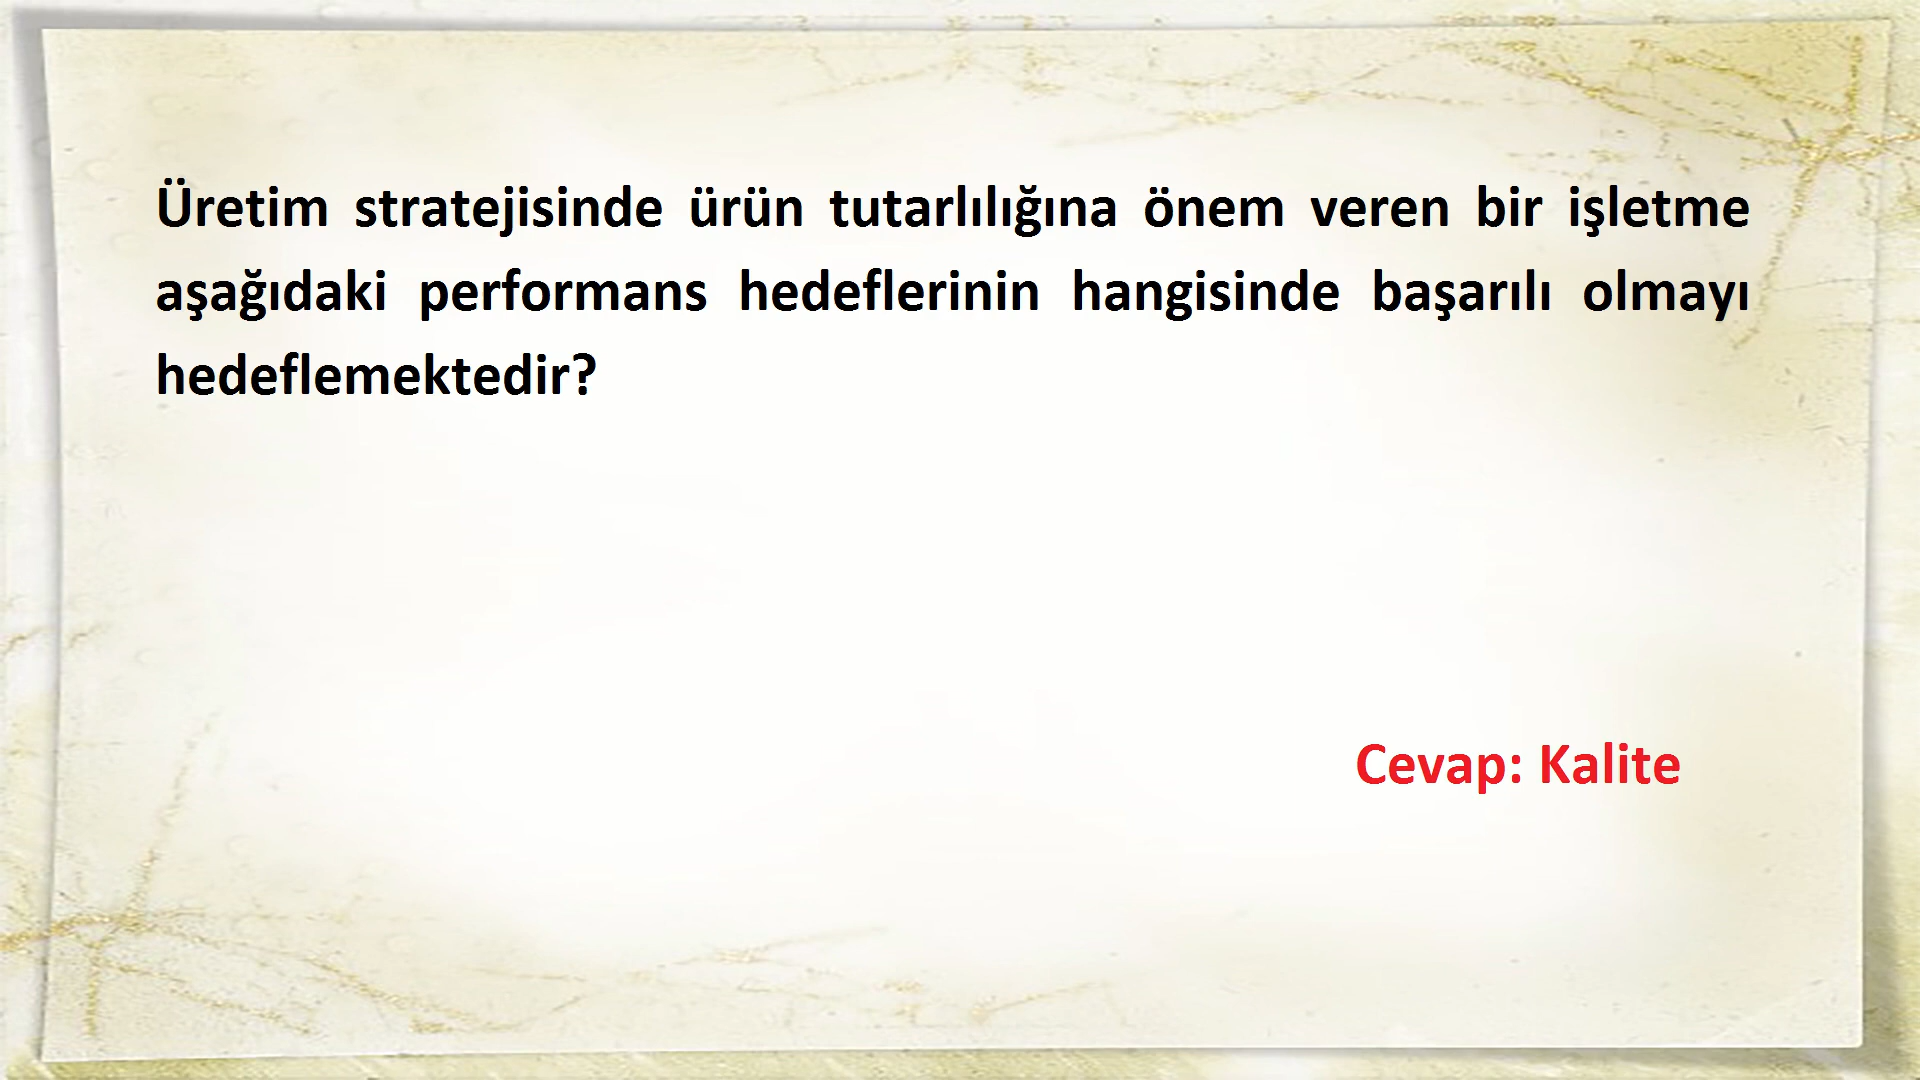 Üretim stratejisinde ürün tutarlılığına önem veren bir işletme
aşağıdaki performans hedeflerinin hangisinde başarılı olmayı
hedeflemektedir?
Cevap: Kalite